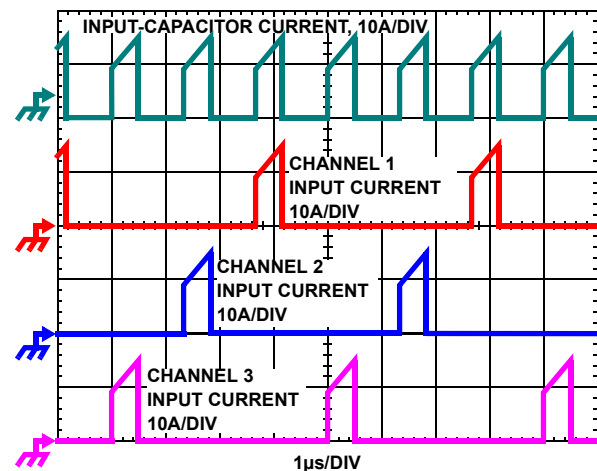 INPUT-CAPACITOR CURRENT, 10A/DIV
CHANNEL 1
INPUT CURRENT
10A/DIV
CHANNEL 2
INPUT CURRENT
10A/DIV
CHANNEL 3
INPUT CURRENT
10A/DIV
1µs/DIV